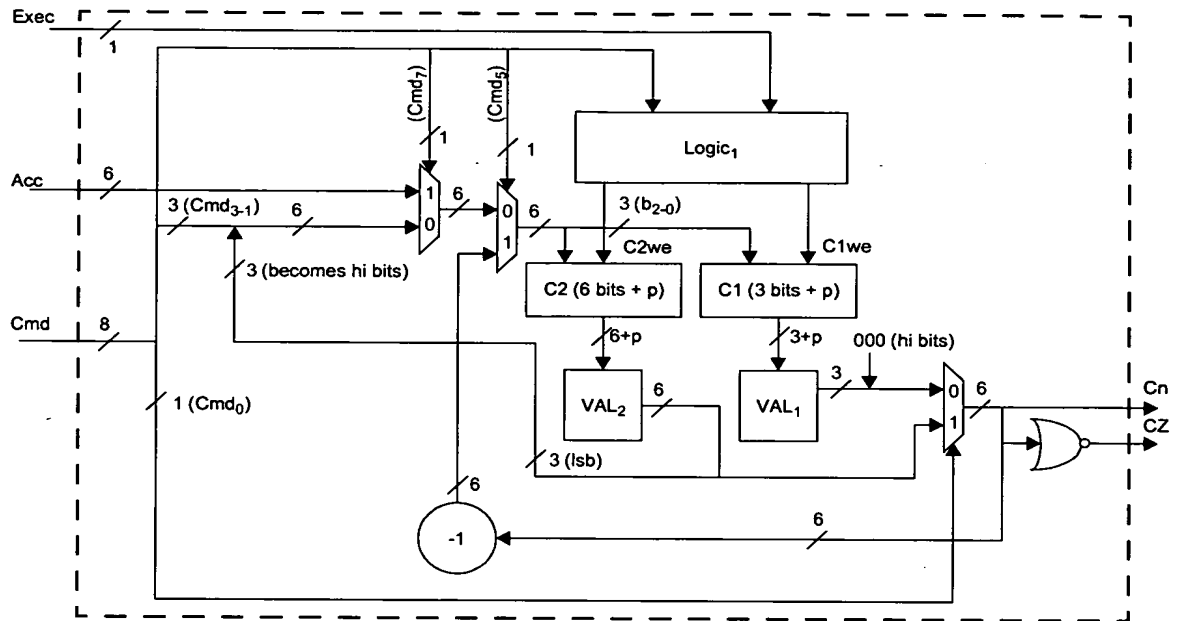 Exec
1
(Cmd7)
(Cmd5)
1
1
Logic1
Acc
6
1
0
6
0
1
6
3 (b2-0)
3 (Cmd3-1)
6
C2we
C1we
3 (becomes hi bits)
C2 (6 bits + p)
C1 (3 bits + p)
Cmd
8
6+p
3+p
000 (hi bits)
VAL2
6
VAL1
3
0
1
6
Cn
CZ
1 (Cmd0)
3 (lsb)
6
-1
6